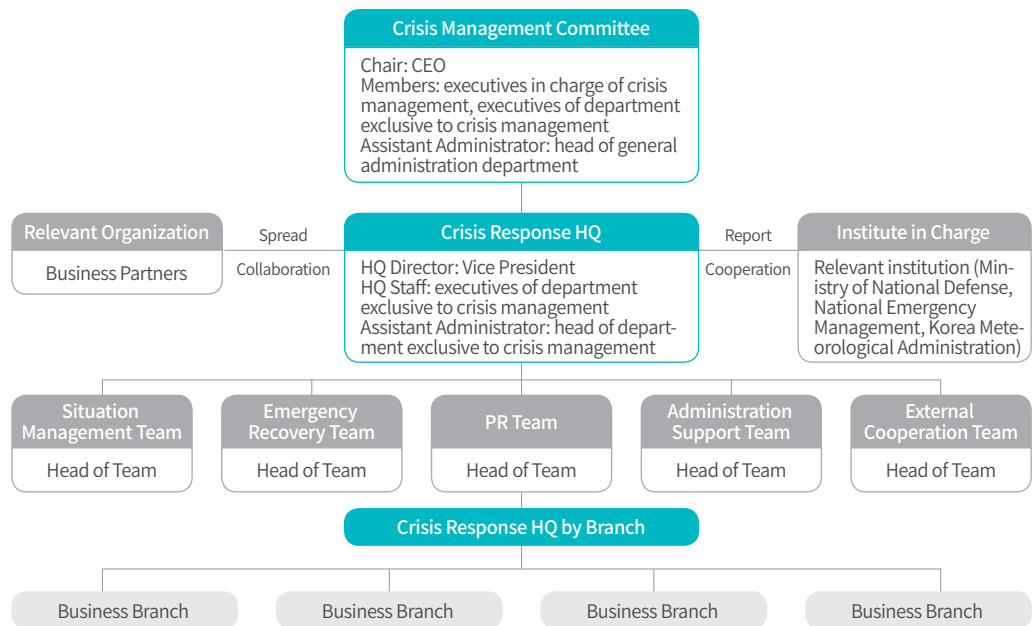 Crisis Management Committee
Chair: CEO
Members: executives in charge of crisis
management, executives of department
exclusive to crisis management
Assistant Administrator: head of general
administration department
Relevant Organization
Business Partners
Spread
Collaboration
Crisis Response HQ
HQ Director: Vice President
HQ Staff: executives of department
exclusive to crisis management
Assistant Administrator: head of depart-
ment exclusive to crisis management
Report
Cooperation
Institute in Charge
Relevant institution (Min-
istry of National Defense,
National Emergency
Management, Korea Mete-
orological Administration)
Situation
Management Team
Head of Team
Emergency
Recovery Team
Head of Team
PR Team
Head of Team
Administration
Support Team
Head of Team
External
Cooperation Team
Head of Team
Crisis Response HQ by Branch
Business Branch
Business Branch
Business Branch
Business Branch